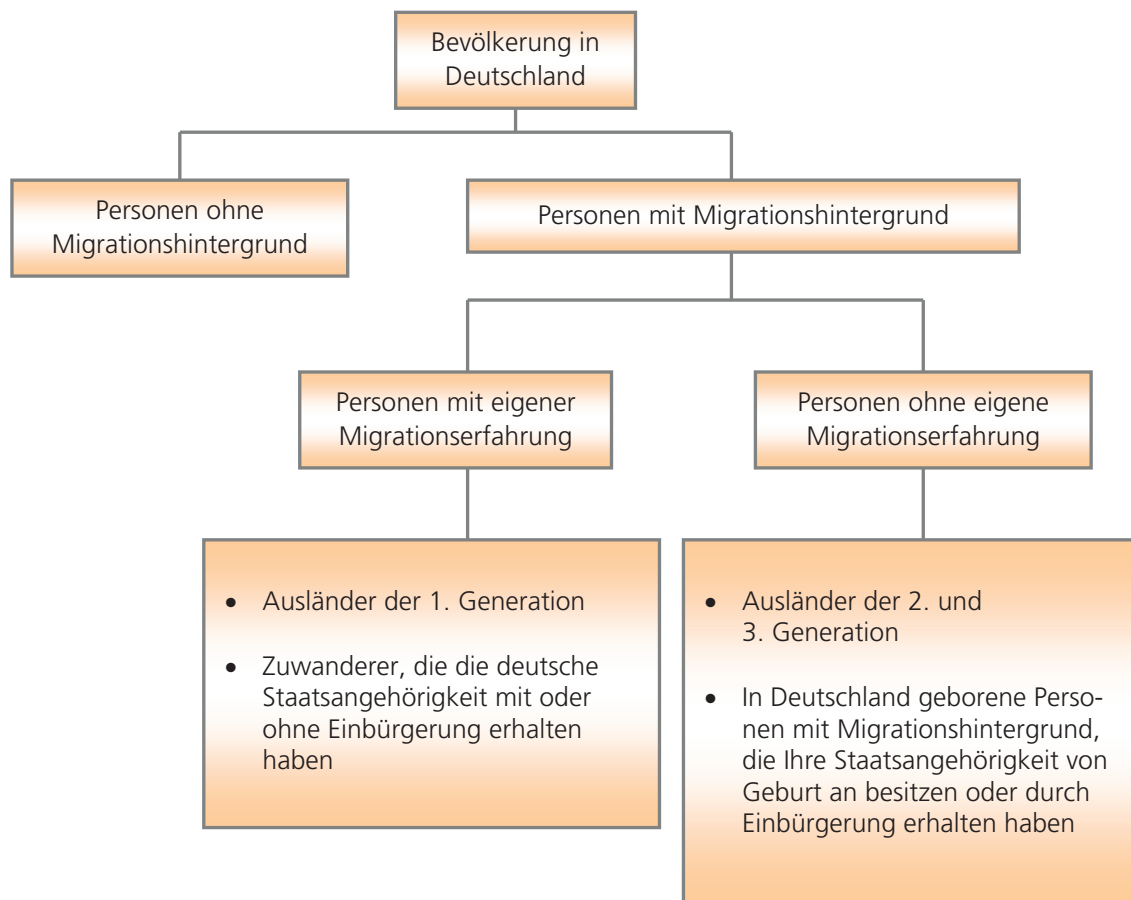 Bevölkerung in
Deutschland
Personen ohne
Migrationshintergrund
Personen mit Migrationshintergrund
Personen mit eigener
Migrationserfahrung
Personen ohne eigene
Migrationserfahrung
• Ausländer der 1. Generation
• Zuwanderer, die die deutsche
Staatsangehörigkeit mit oder
ohne Einbürgerung erhalten
haben
• Ausländer der 2. und
3. Generation
• In Deutschland geborene Perso-
nen mit Migrationshintergrund,
die Ihre Staatsangehörigkeit von
Geburt an besitzen oder durch
Einbürgerung erhalten haben